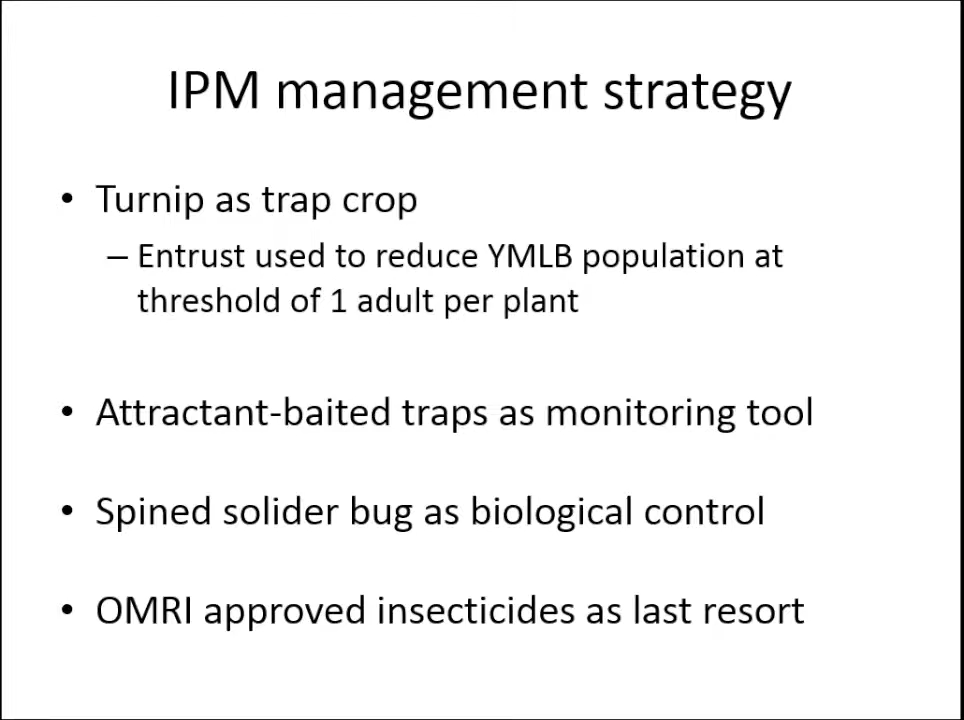 IPM management strategy
• Turnip as trap crop
– Entrust used to reduce YMLB population at
threshold of 1 adult per plant
• Attractant-baited traps as monitoring tool
• Spined solider bug as biological control
• OMRI approved insecticides as last resort